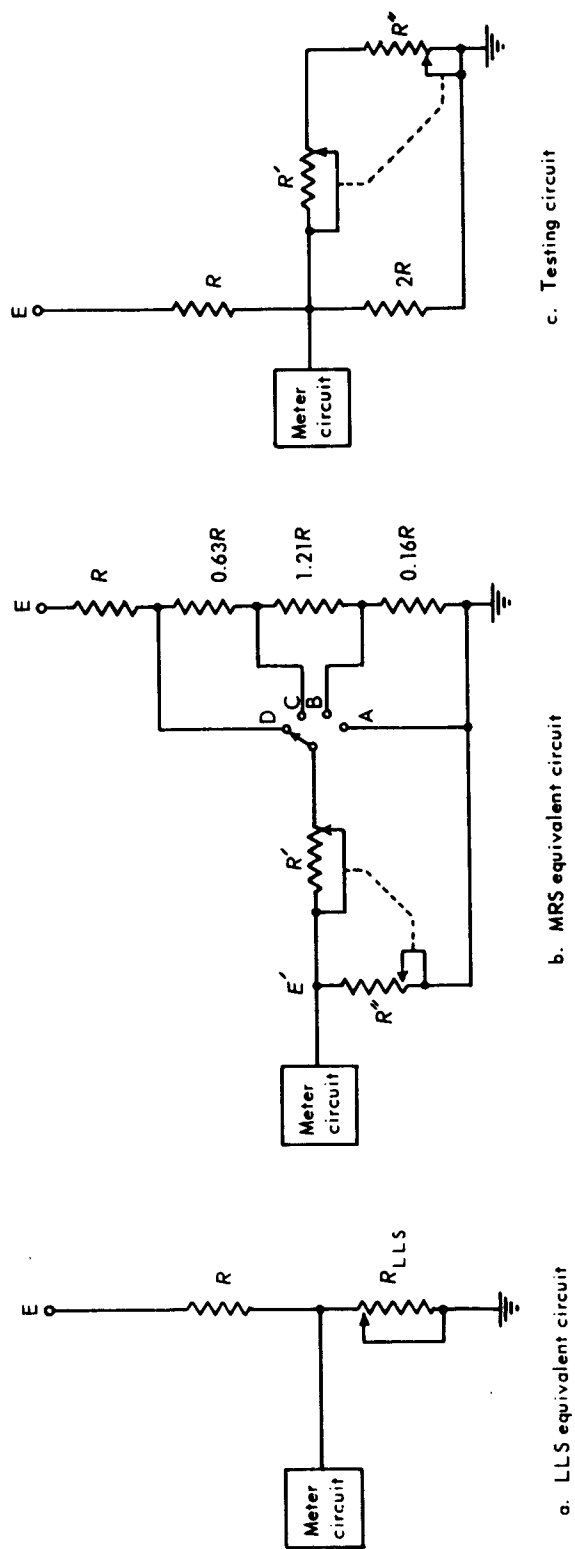 E
R
Meter
circuit
R_LLS
a. LLS equivalent circuit
E
R
0.63R
1.21R
0.16R
D
C
B
A
R′
E′
R″
Meter
circuit
b. MRS equivalent circuit
E
R
R′
R″
2R
Meter
circuit
c. Testing circuit